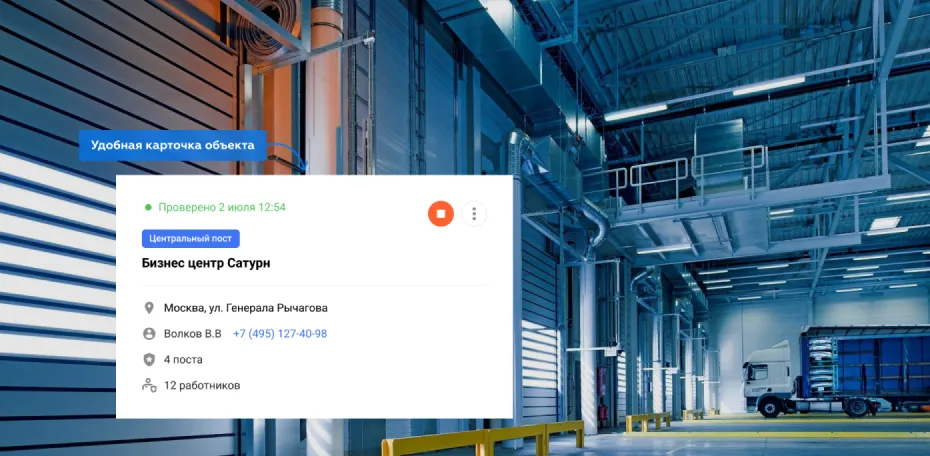 Удобная карточка объекта
Проверено 2 июля 12:54
Центральный пост
Бизнес центр Сатурн
Москва, ул. Генерала Рычагова
Волков В.В +7 (495) 127-40-98
4 поста
12 работников